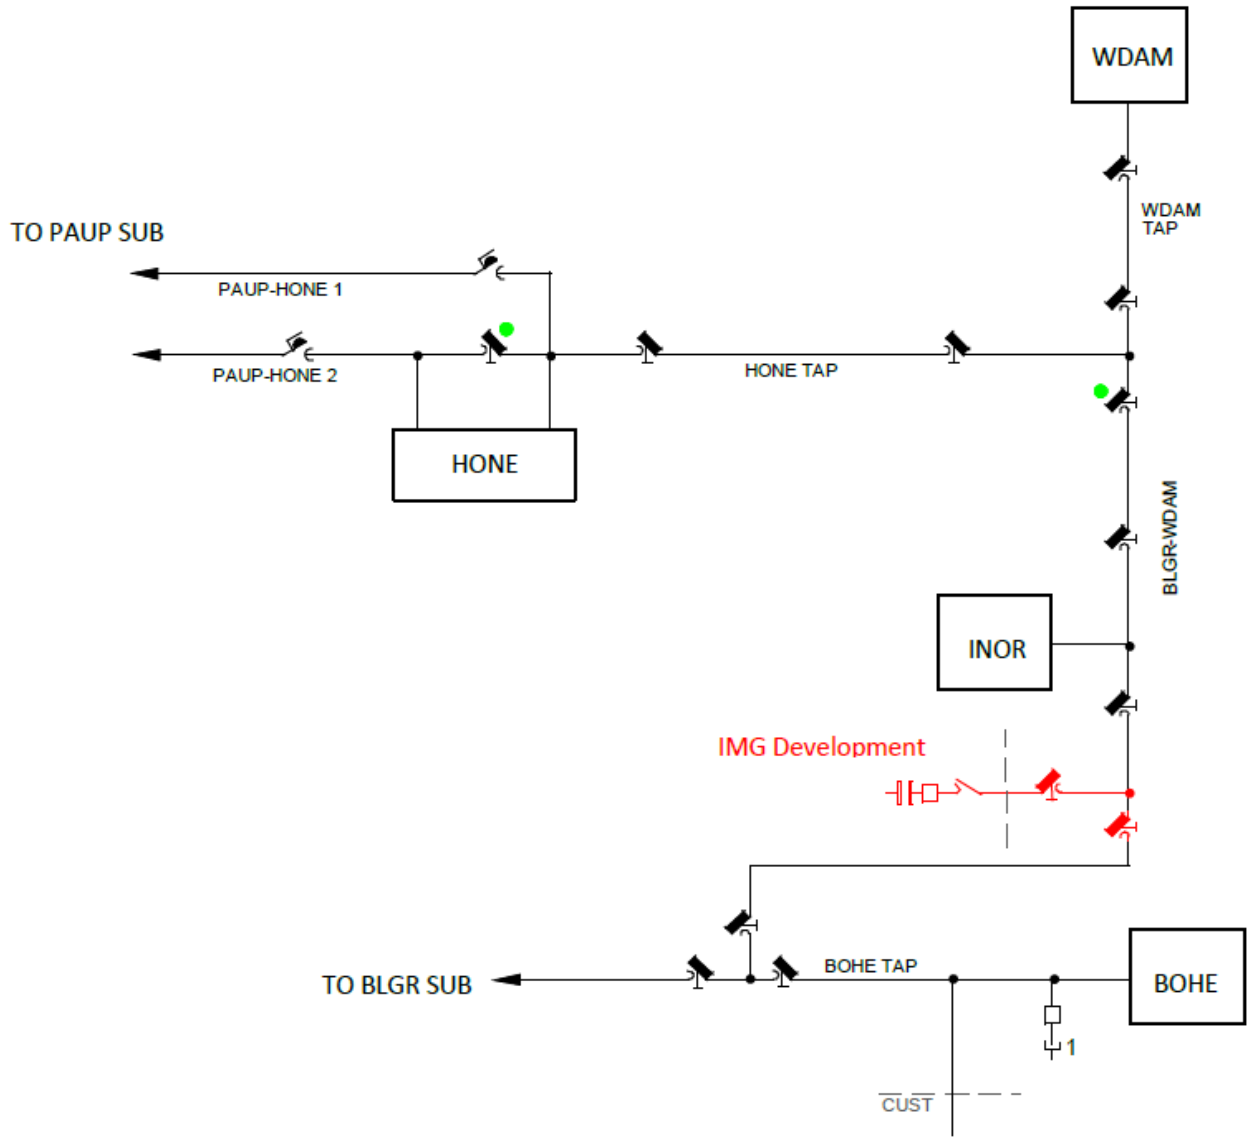 WDAM
WDAM
TAP
TO PAUP SUB
PAUP-HONE 1
PAUP-HONE 2
HONE TAP
HONE
BLGR-WDAM
INOR
IMG Development
BOHE TAP
TO BLGR SUB
BOHE
1
CUST